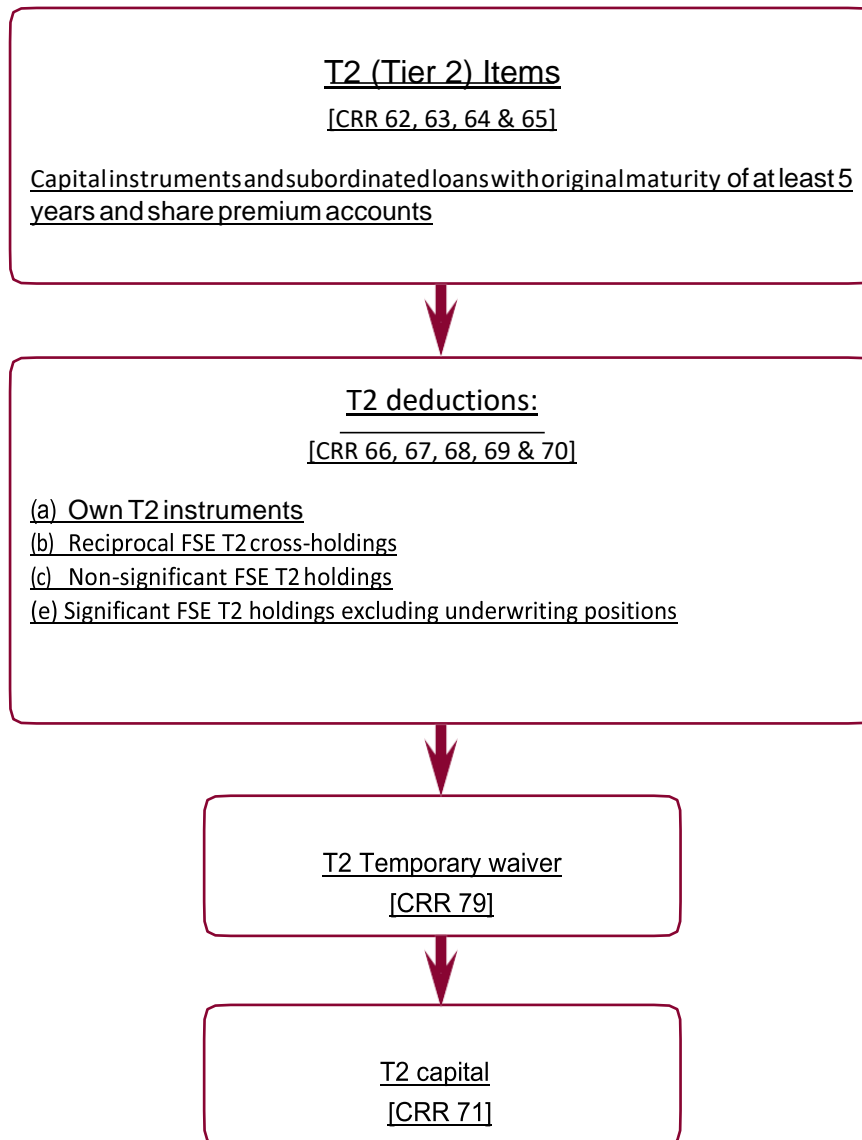 T2 (Tier 2) Items
[CRR 62, 63, 64 & 65]
Capital instruments and subordinated loans with original maturity of at least 5
years and share premium accounts
T2 deductions:
[CRR 66, 67, 68, 69 & 70]
(a) Own T2 instruments
(b) Reciprocal FSE T2 cross-holdings
(c) Non-significant FSE T2 holdings
(e) Significant FSE T2 holdings excluding underwriting positions
T2 Temporary waiver
[CRR 79]
T2 capital
[CRR 71]